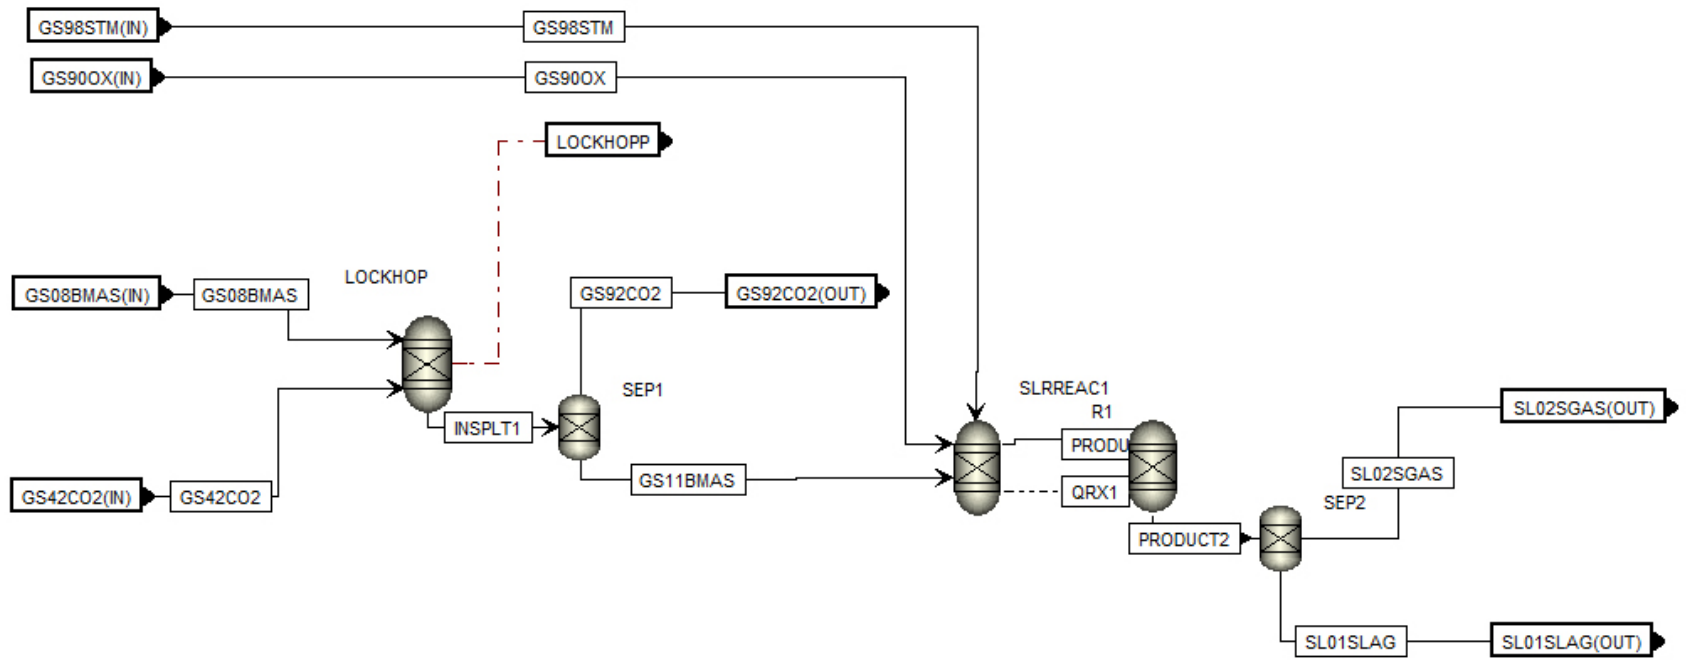 GS98STM(IN)
GS98STM
GS90OX(IN)
GS90OX
LOCKHOPP
LOCKHOP
GS08BMAS(IN)
GS08BMAS
GS92CO2
GS92CO2(OUT)
SEP1
SLRREAC1
R1
INSPLT1
PRODU
SL02SGAS(OUT)
SL02SGAS
GS11BMAS
QRX1
GS42CO2(IN)
GS42CO2
SEP2
PRODUCT2
SL01SLAG
SL01SLAG(OUT)